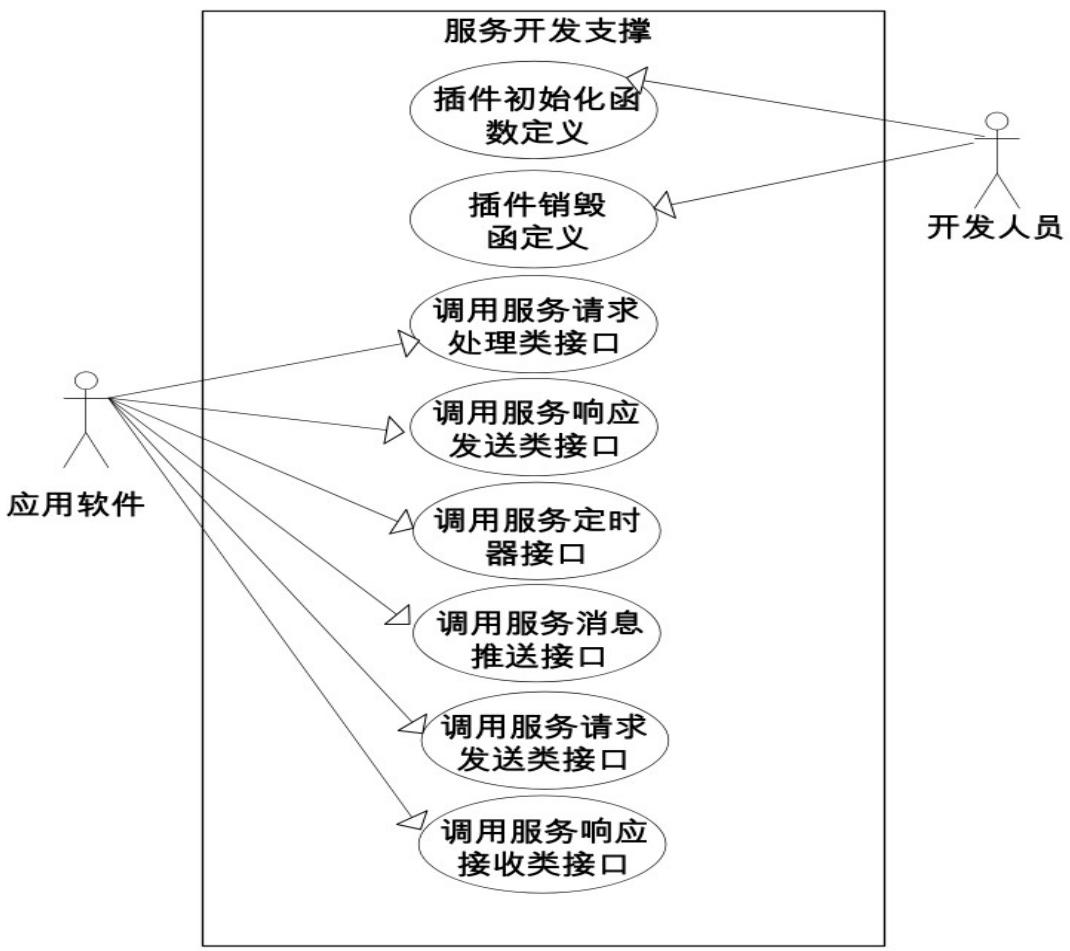 服务开发支撑
插件初始化函
数定义
插件销毁
函定义
开发人员
调用服务请求
处理类接口
调用服务响应
发送类接口
应用软件
调用服务定时
器接口
调用服务消息
推送接口
调用服务请求
发送类接口
调用服务响应
接收类接口